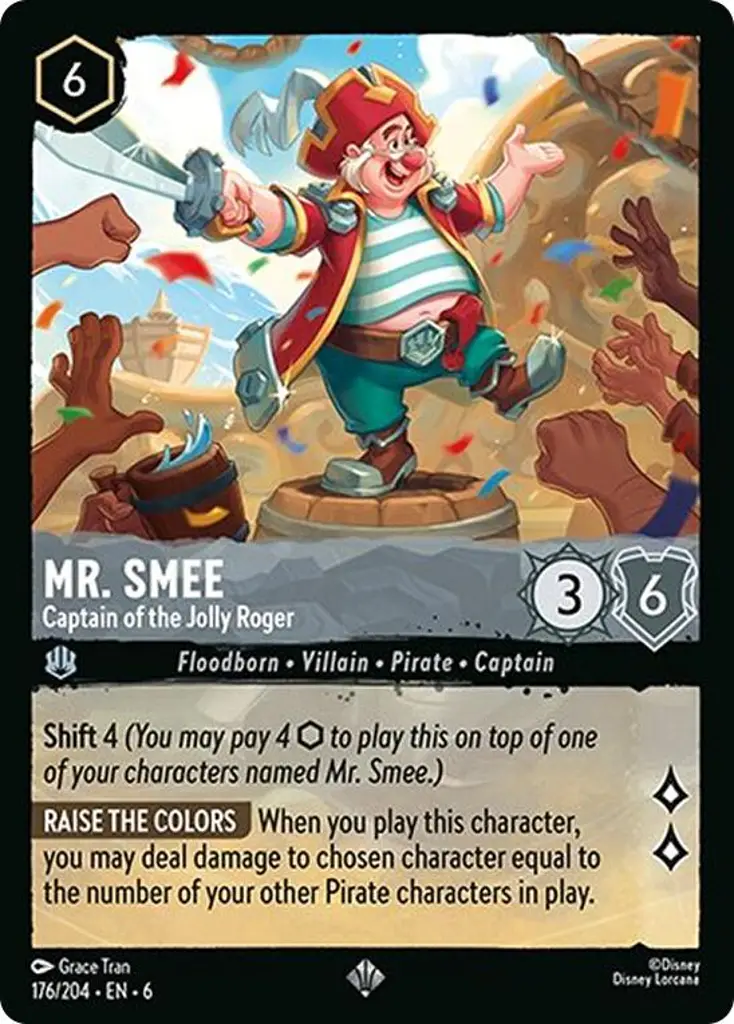 6
MR. SMEE
Captain of the Jolly Roger
3
6
Floodborn • Villain • Pirate • Captain
Shift 4 (You may pay 4 ⬡ to play this on top of one
of your characters named Mr. Smee.)
RAISE THE COLORS When you play this character,
you may deal damage to chosen character equal to
the number of your other Pirate characters in play.
Grace Tran
©Disney
176/204 • EN • 6
Disney Lorcana